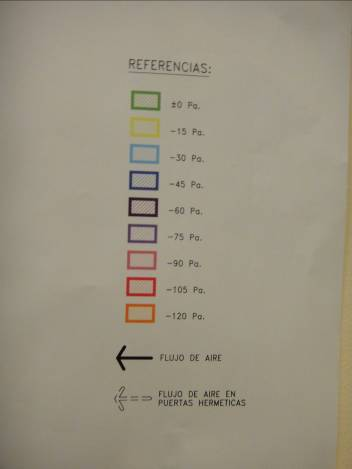 REFERENCIAS:
±0 Pa.
-15 Pa.
-30 Pa.
-45 Pa.
-60 Pa.
-75 Pa.
-90 Pa.
-105 Pa.
-120 Pa.
FLUJO DE AIRE
FLUJO DE AIRE EN
PUERTAS HERMETICAS